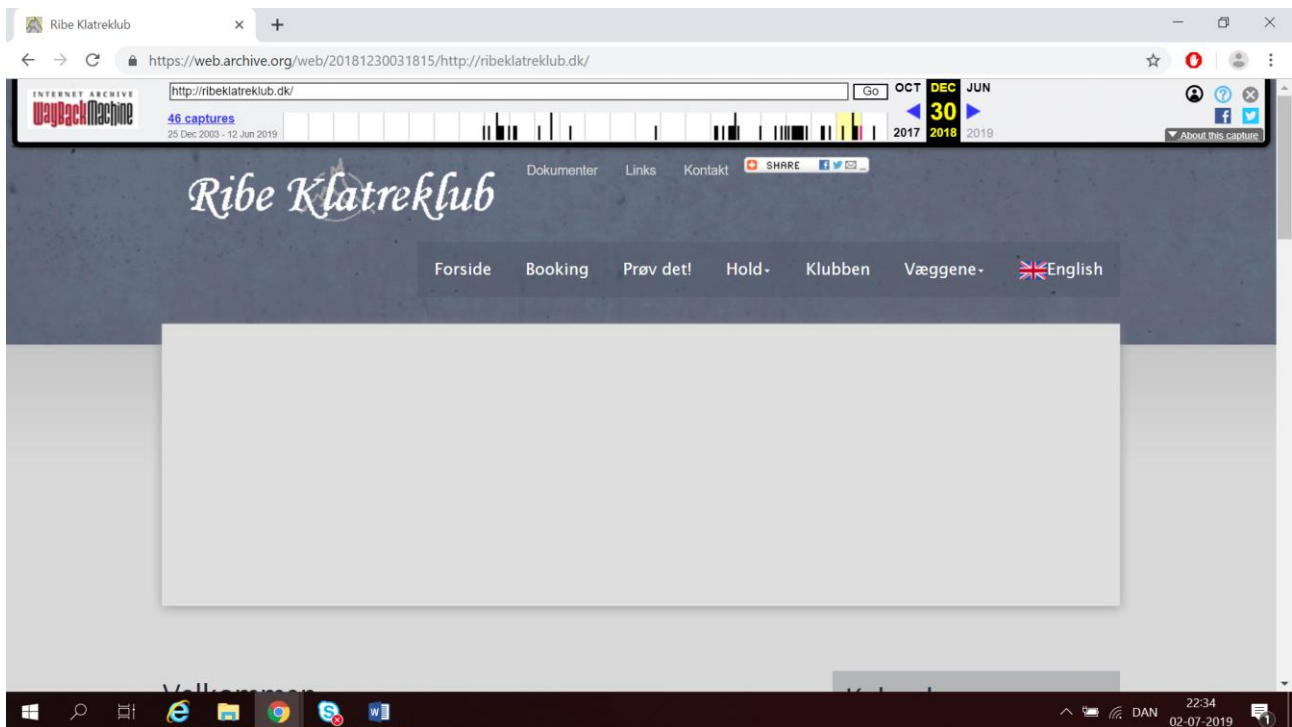 Ribe Klatreklub
https://web.archive.org/web/20181230031815/http://ribeklatreklub.dk/
INTERNET ARCHIVE
WayBackMachine
http://ribeklatreklub.dk/
Go
OCT DEC JUN
46 captures
30
25 Dec 2003 - 12 Jun 2019
2017 2018 2019
About this capture
Ribe Klatreklub
Dokumenter Links Kontakt SHARE
Forside Booking Prøv det! Hold Klubben Væggene English
Velkommen
DAN
22:34
02-07-2019
1